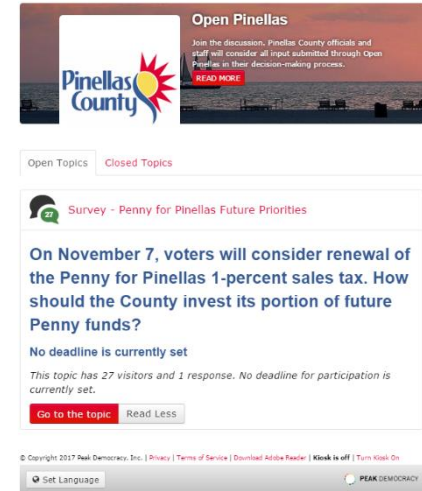 Open Pinellas
Join the discussion, Pinellas County officials and
staff will consider all input submitted through Open
Pinellas in their decision-making process.
READ MORE
Pinellas
County
Open Topics Closed Topics
27
Survey - Penny for Pinellas Future Priorities
On November 7, voters will consider renewal of
the Penny for Pinellas 1-percent sales tax. How
should the County invest its portion of future
Penny funds?
No deadline is currently set
This topic has 27 visitors and 1 response. No deadline for participation is
currently set.
Go to the topic Read Less
© Copyright 2017 Peak Democracy, Inc. | Privacy | Terms of Service | Download Adobe Reader | Kiosk is off | Turn Kiosk On
Set Language PEAK DEMOCRACY